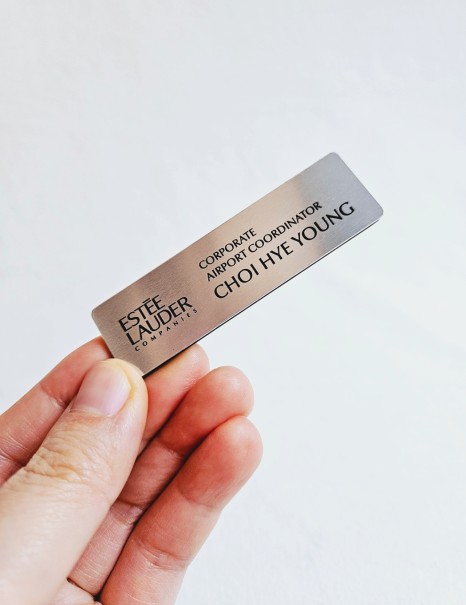 ESTĒE
LAUDER
COMPANIES
CORPORATE
AIRPORT COORDINATOR
CHOI HYE YOUNG